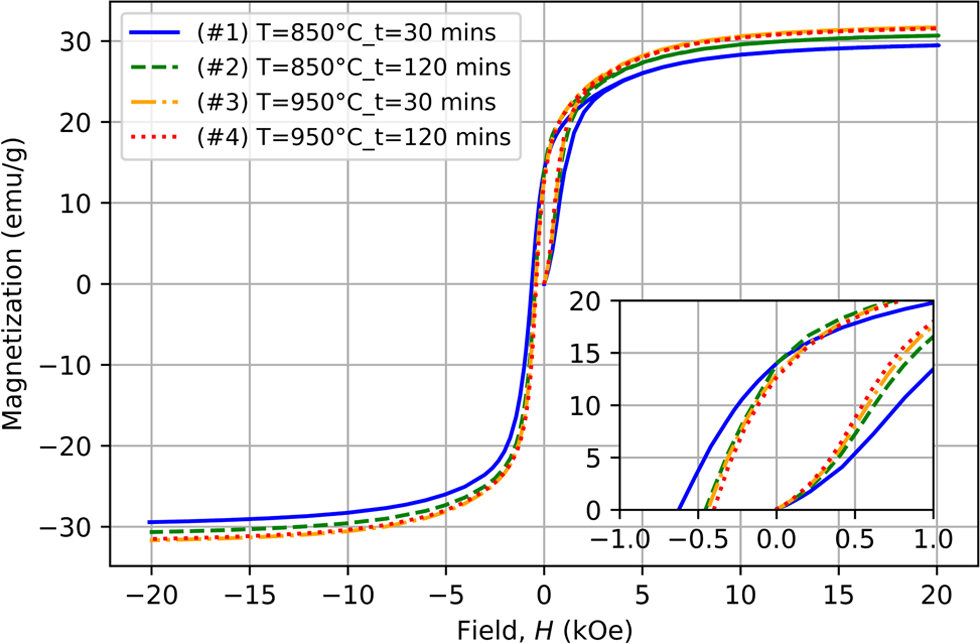 (#1) T=850°C_t=30 mins
(#2) T=850°C_t=120 mins
(#3) T=950°C_t=30 mins
(#4) T=950°C_t=120 mins
Magnetization (emu/g)
30
20
10
0
−10
−20
−30
20
15
10
5
0
−1.0 −0.5 0.0 0.5 1.0
−20 −15 −10 −5 0 5 10 15 20
Field, H (kOe)